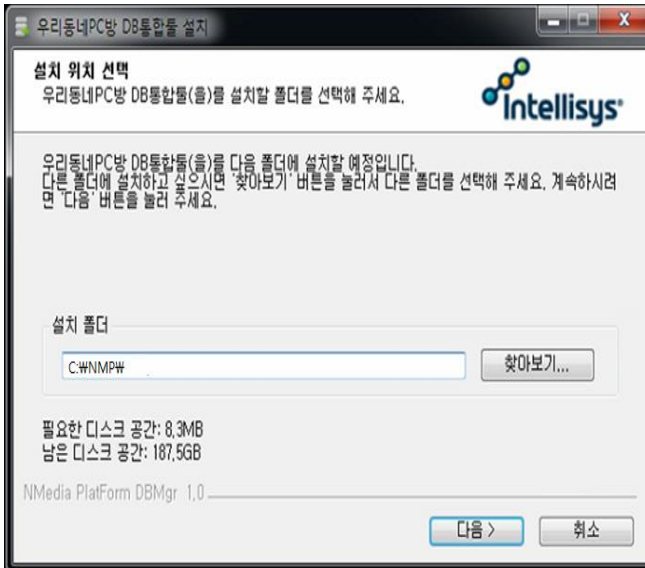 우리동네PC방 DB통합툴 설치
설치 위치 선택
우리동네PC방 DB통합툴(을)를 설치할 폴더를 선택해 주세요.
Intellisys
우리동네PC방 DB통합툴(을)를 다음 폴더에 설치할 예정입니다.
다른 폴더에 설치하고 싶으시면 '찾아보기' 버튼을 눌러서 다른 폴더를 선택해 주세요. 계속하시려
면 '다음' 버튼을 눌러 주세요.
설치 폴더
C:₩NMP₩
찾아보기...
필요한 디스크 공간: 8.3MB
남은 디스크 공간: 187.5GB
NMedia PlatForm DBMgr 1.0
다음 >
취소